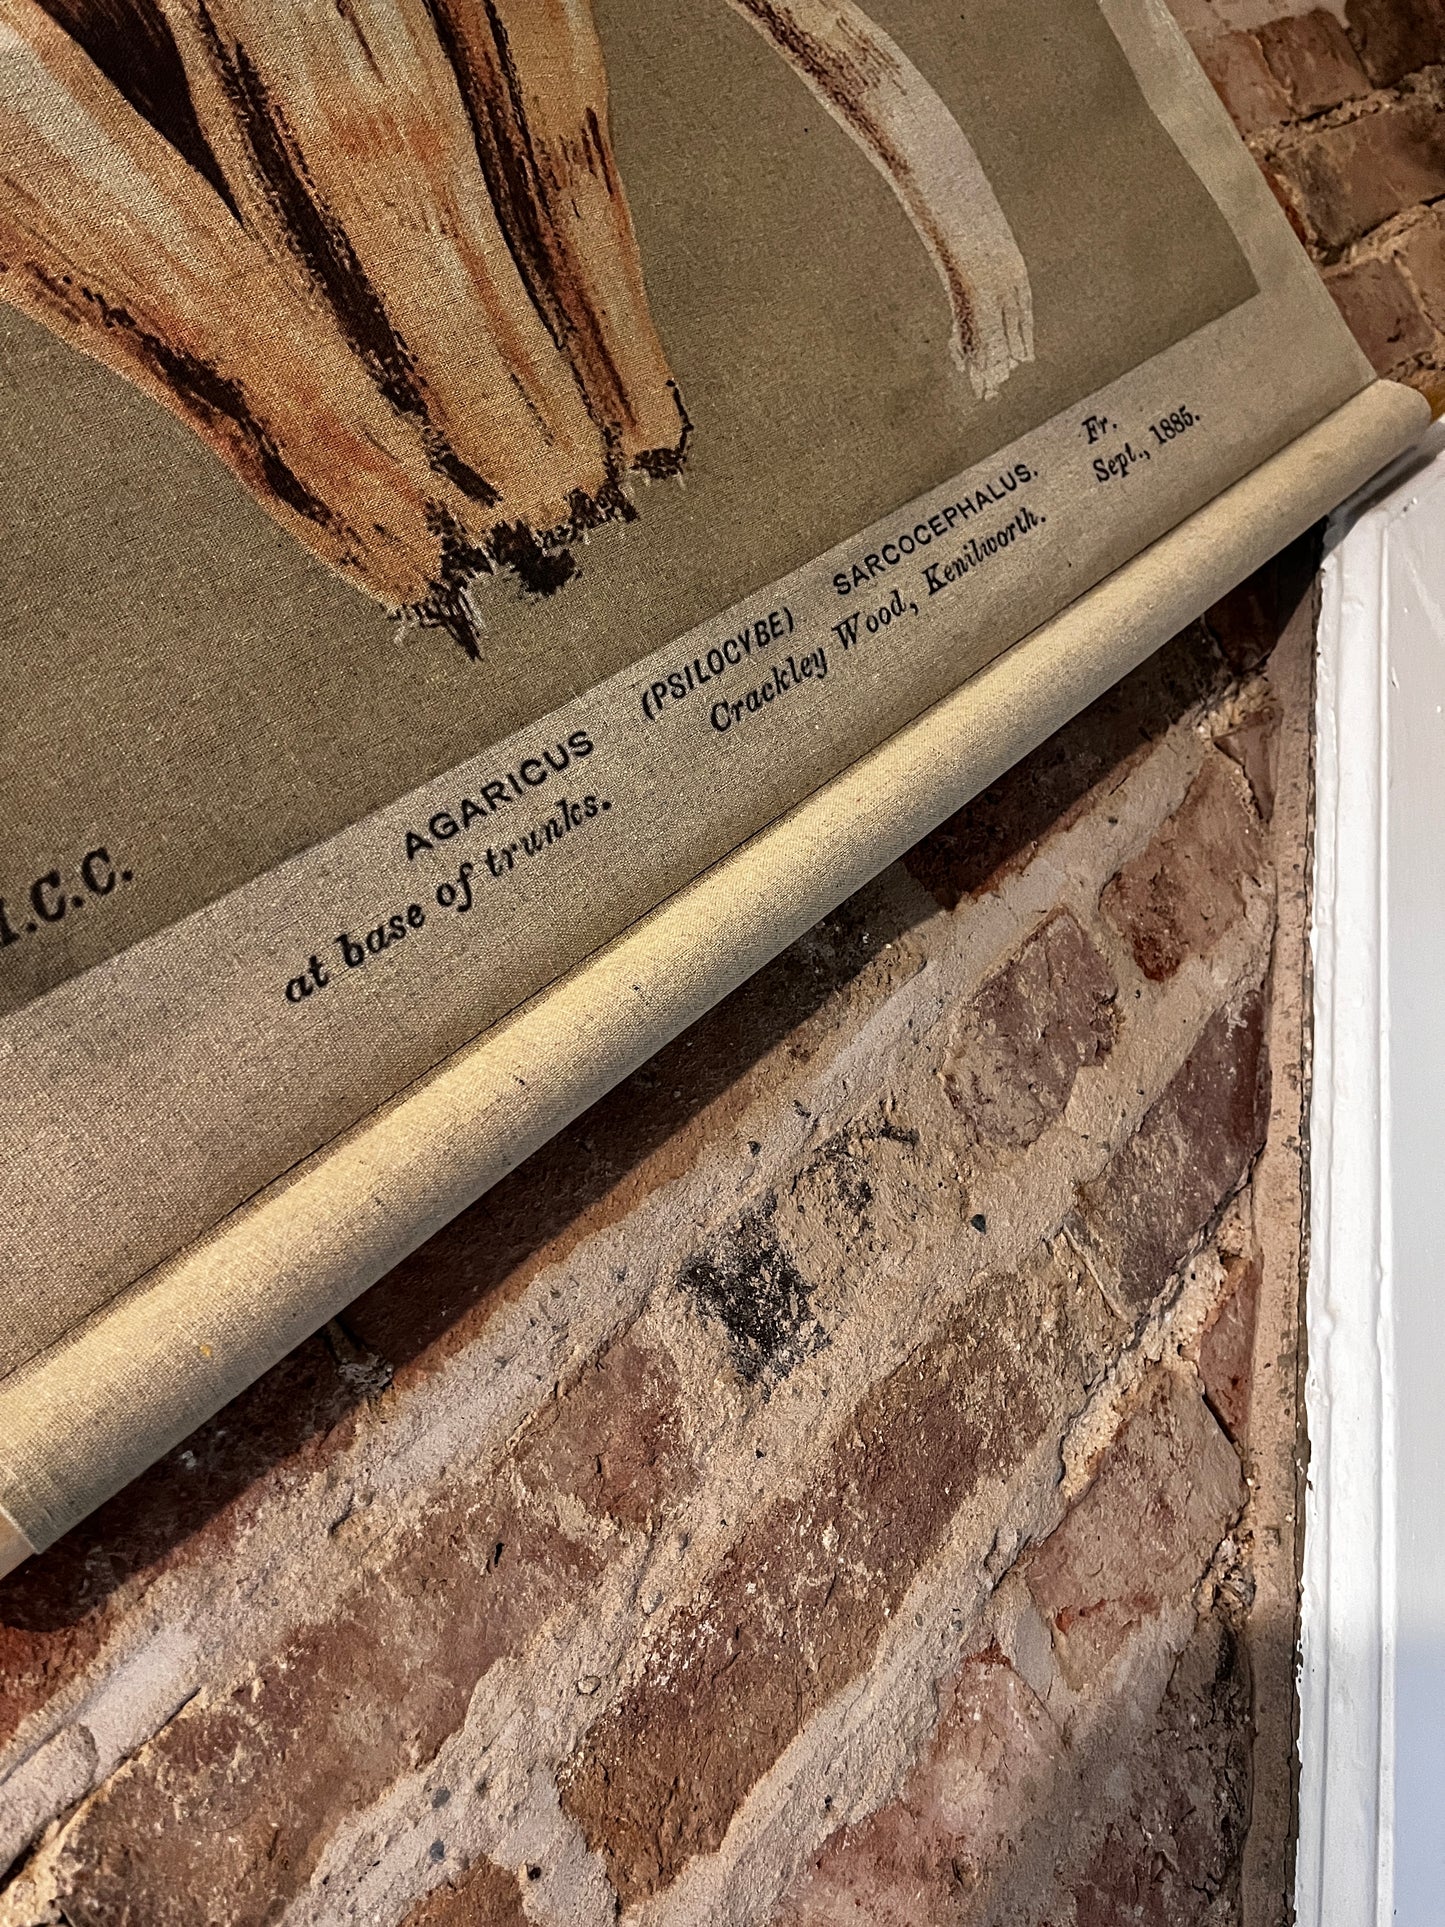 .C.C.
AGARICUS (PSILOCYBE) SARCOCEPHALUS. Fr.
at base of trunks. Crackley Wood, Kenilworth. Sept., 1885.